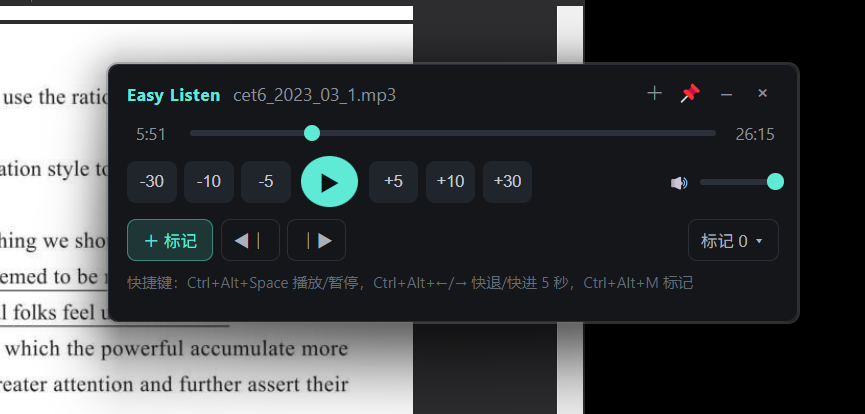 Easy Listen cet6_2023_03_1.mp3
use the ratio
5:51 26:15
ation style to
-30 -10 -5 +5 +10 +30
hing we sho
+ 标记 标记 0
emed to be
快捷键：Ctrl+Alt+Space 播放/暂停，Ctrl+Alt+←/→ 快退/快进 5 秒，Ctrl+Alt+M 标记
l folks feel u
which the powerful accumulate more
reater attention and further assert their